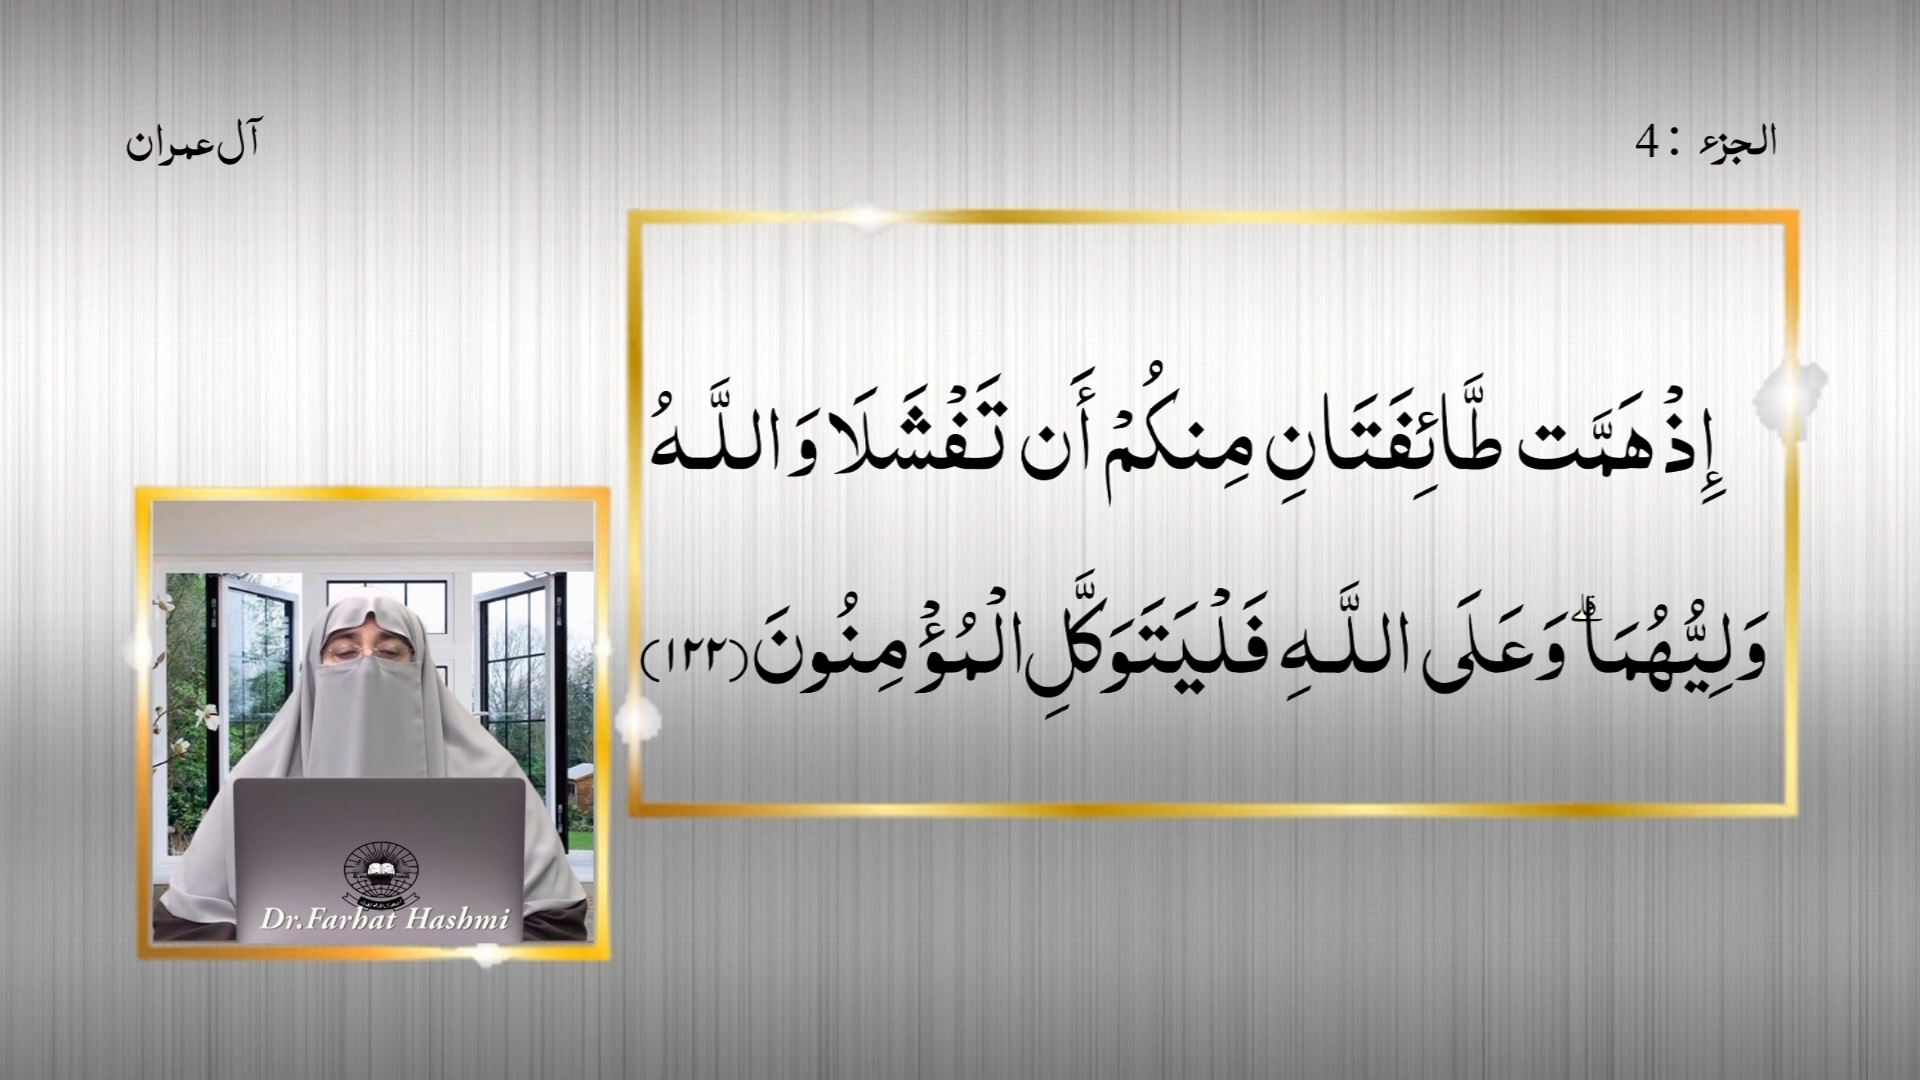 الجزء : 4
آل عمران
إِذْ هَمَّت طَّائِفَتَانِ مِنكُمْ أَن تَفْشَلَا وَاللَّهُ
وَلِيُّهُمَا ۗ وَعَلَى اللَّهِ فَلْيَتَوَكَّلِ الْمُؤْمِنُونَ (١٢٢)
Dr.Farhat Hashmi